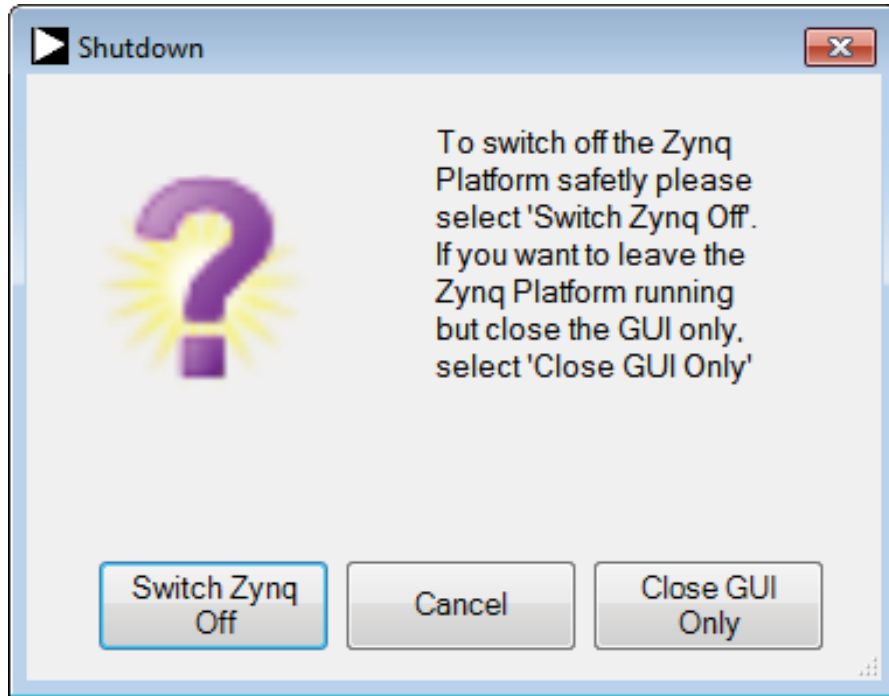 Shutdown
To switch off the Zynq
Platform safetly please
select 'Switch Zynq Off'.
If you want to leave the
Zynq Platform running
but close the GUI only,
select 'Close GUI Only'
Switch Zynq
Off
Cancel
Close GUI
Only